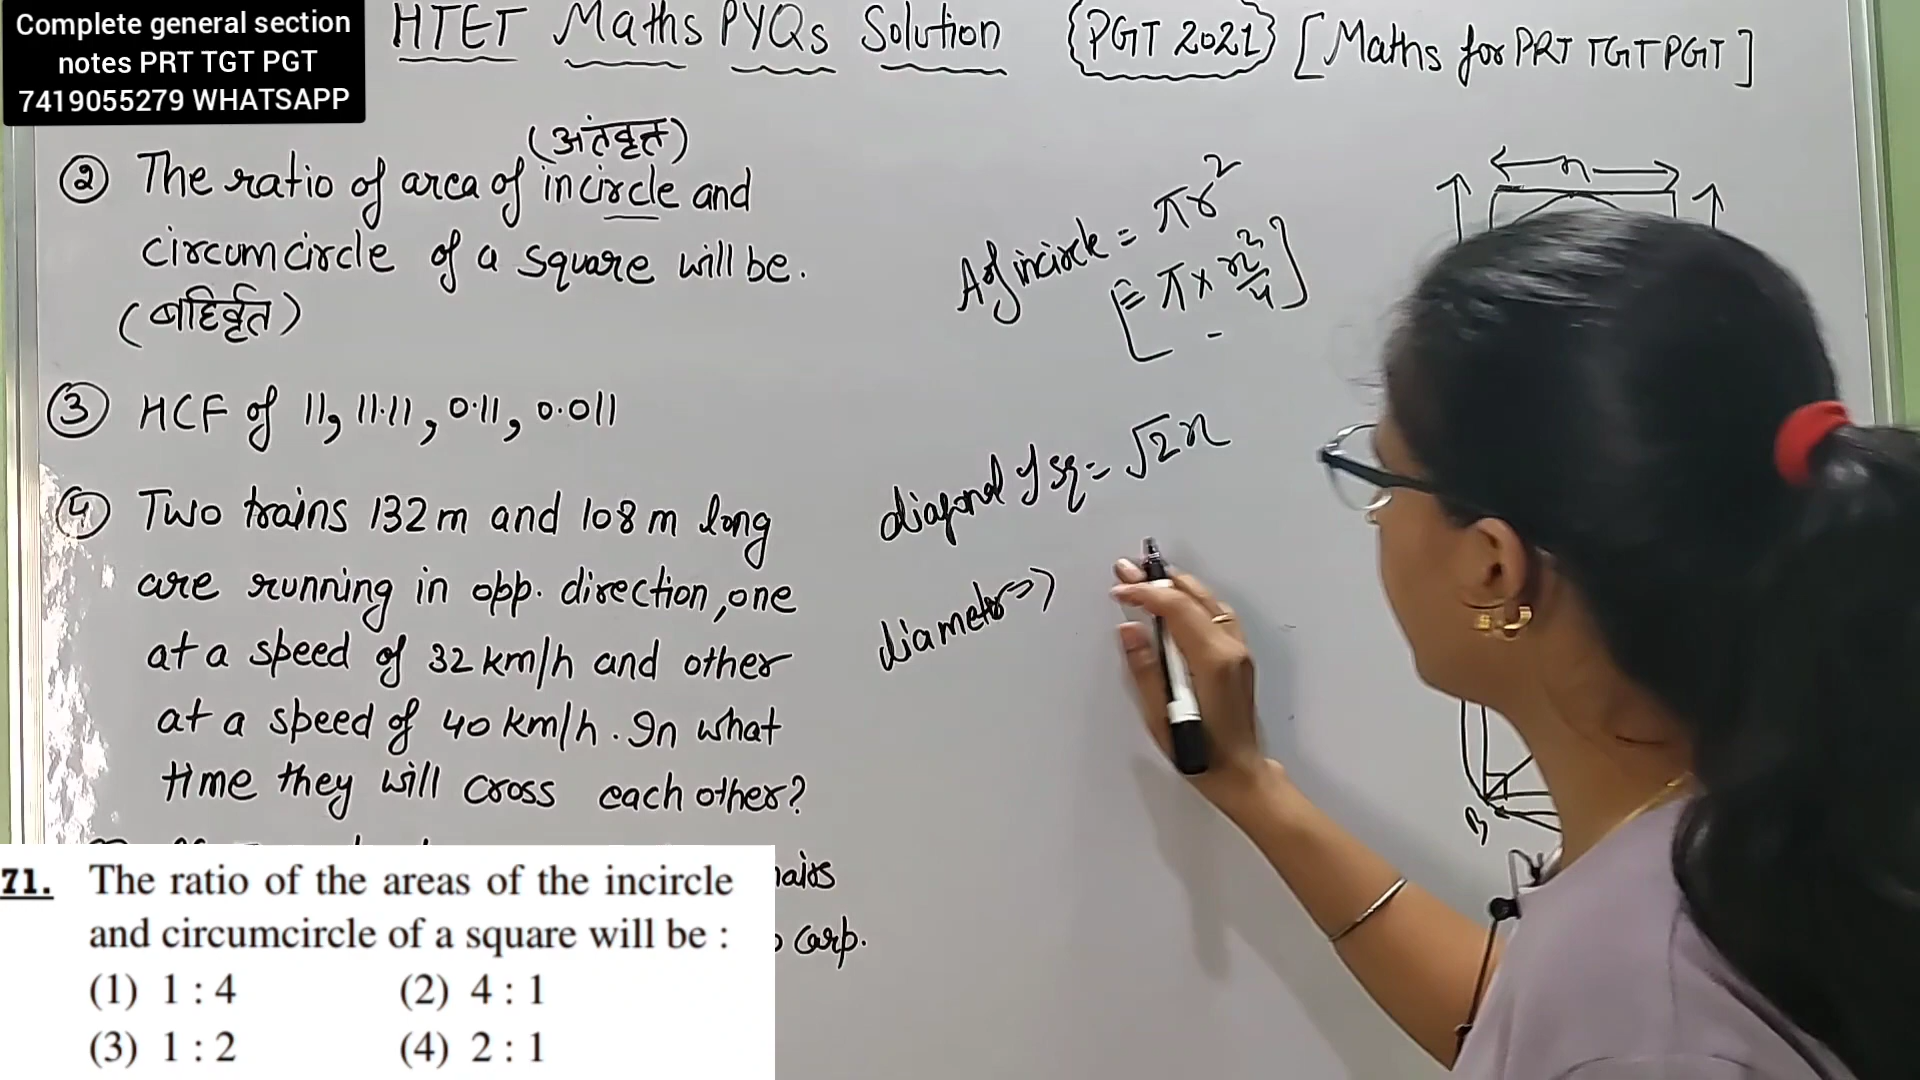 Complete general section
notes PRT TGT PGT
7419055279 WHATSAPP
HTET Maths PYQs Solution {PGT 2021} [Maths for PRT TGT PGT]
(अंतवृत्त)
② The ratio of area of incircle and
circumcircle of a square will be.
(बहिर्वृत)
③ HCF of 11, 11.11, 0.11, 0.011
④ Two trains 132 m and 108 m long
are running in opp. direction, one
at a speed of 32 km/h and other
at a speed of 40 km/h. In what
time they will cross each other?
carp.
A of incircle = πr²
[= π × x²/4]
diagonal of sq = √2x
diameter =>
x
B
71. The ratio of the areas of the incircle
and circumcircle of a square will be :
(1) 1 : 4 (2) 4 : 1
(3) 1 : 2 (4) 2 : 1